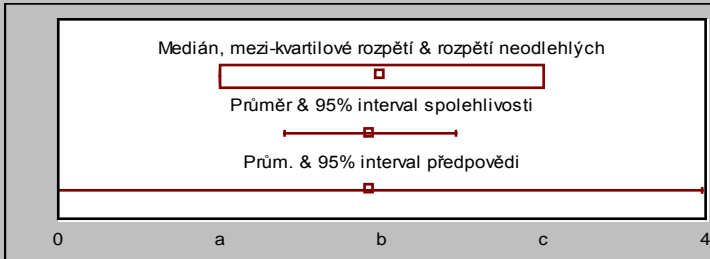 Medián, mezi-kvartilové rozpětí & rozpětí neodlehlých
Průměr & 95% interval spolehlivosti
Prům. & 95% interval předpovědi
0 a b c 4